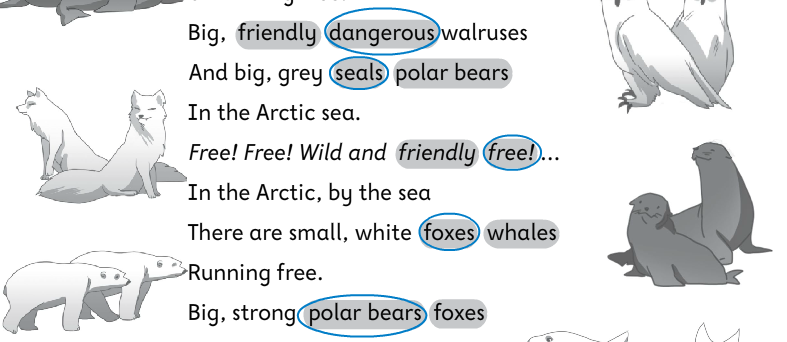 Big, friendly dangerous walruses
And big, grey seals polar bears
In the Arctic sea.
Free! Free! Wild and friendly free!...
In the Arctic, by the sea
There are small, white foxes whales
Running free.
Big, strong polar bears foxes